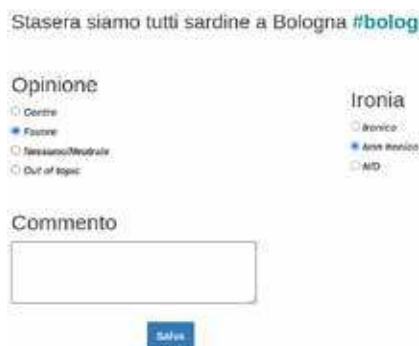 Stasera siamo tutti sardine a Bologna #bolog
Opinione
Contro
Favore
Nessuno/Neutrale
Out of topic
Ironia
Ironico
Non Ironico
N/D
Commento
Salva